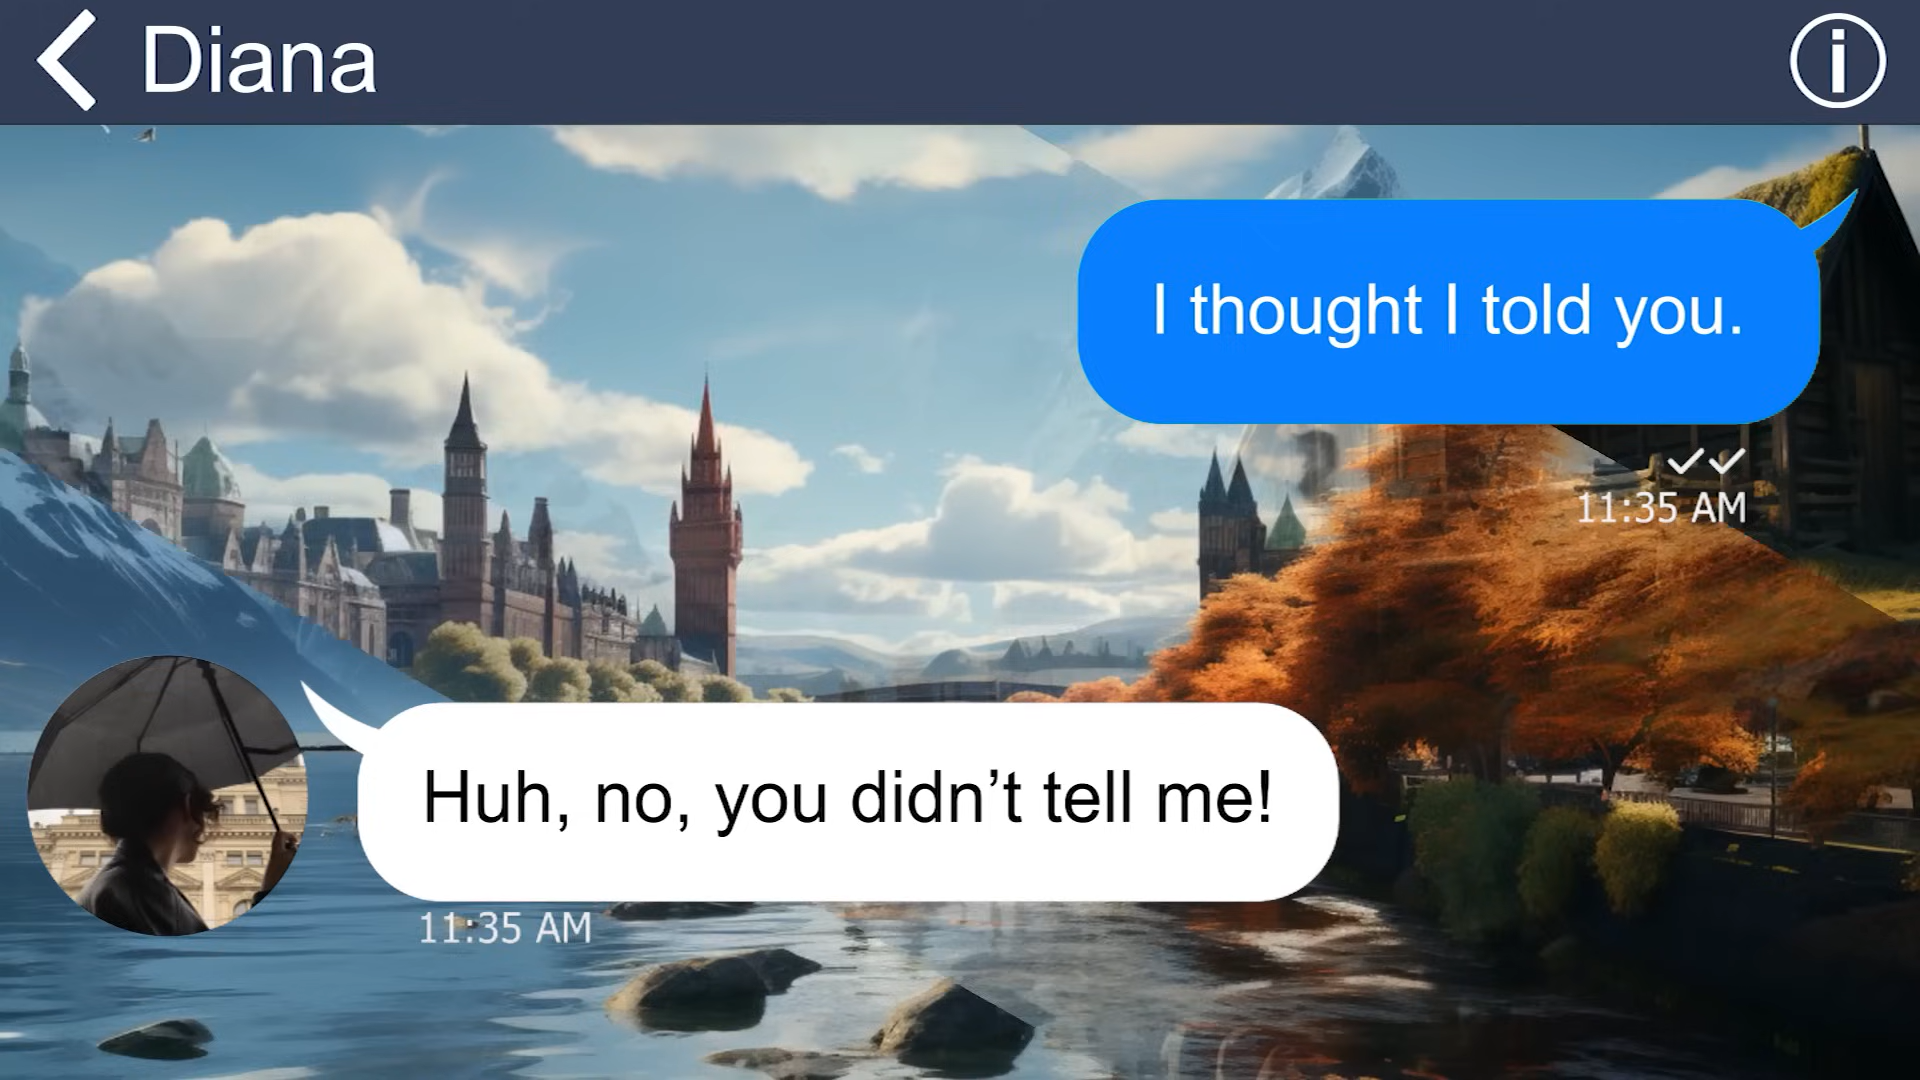 Diana
I thought I told you.
11:35 AM
Huh, no, you didn’t tell me!
11:35 AM